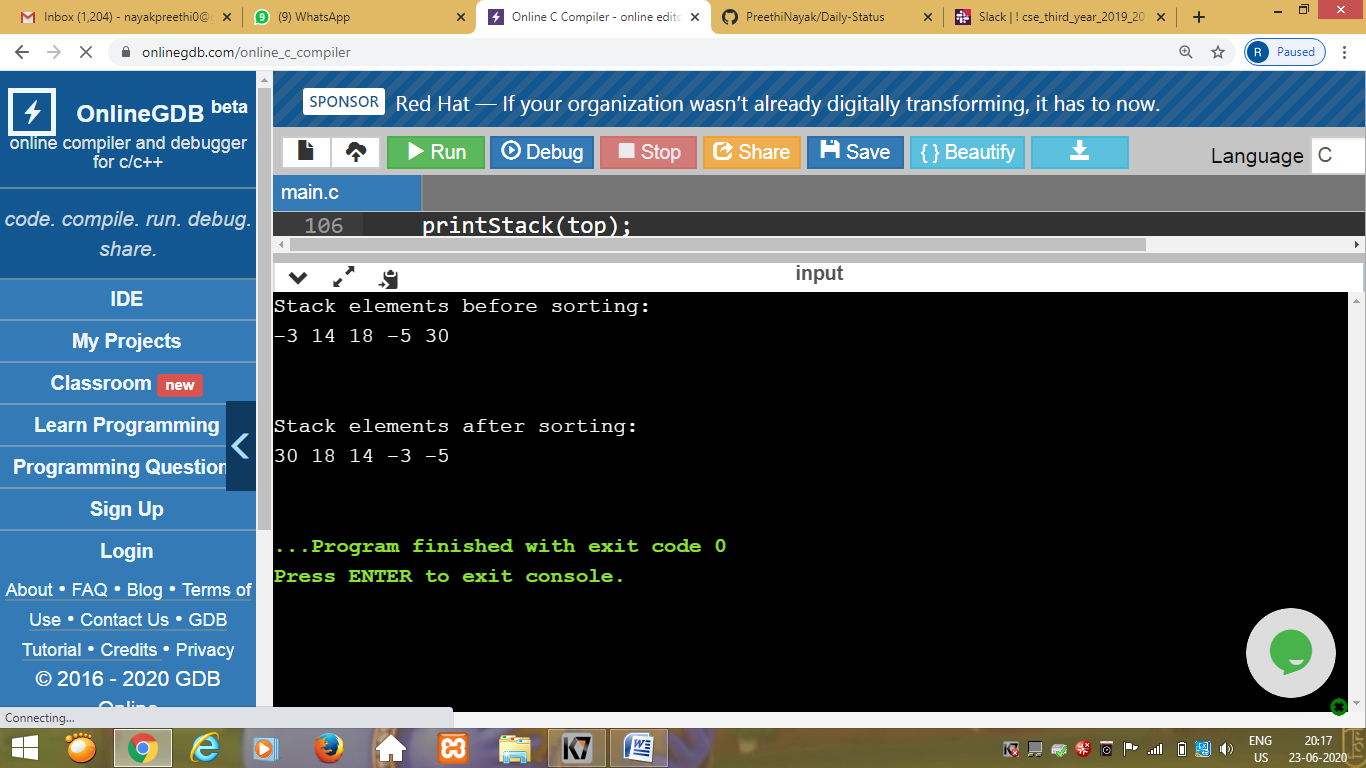 Inbox (1,204) - nayakpreethi0@
(9) WhatsApp
Online C Compiler - online edito
PreethiNayak/Daily-Status
Slack | ! cse_third_year_2019_20
onlinegdb.com/online_c_compiler
R Paused
OnlineGDB beta
online compiler and debugger
for c/c++
code. compile. run. debug.
share.
IDE
My Projects
Classroom new
Learn Programming
Programming Question
Sign Up
Login
About • FAQ • Blog • Terms of
Use • Contact Us • GDB
Tutorial • Credits • Privacy
© 2016 - 2020 GDB
Online
SPONSOR Red Hat — If your organization wasn’t already digitally transforming, it has to now.
Run Debug Stop Share Save { } Beautify
Language C
main.c
106 printStack(top);
input
Stack elements before sorting:
-3 14 18 -5 30
Stack elements after sorting:
30 18 14 -3 -5
...Program finished with exit code 0
Press ENTER to exit console.
Connecting...
K7
W
ENG
US
20:17
23-06-2020